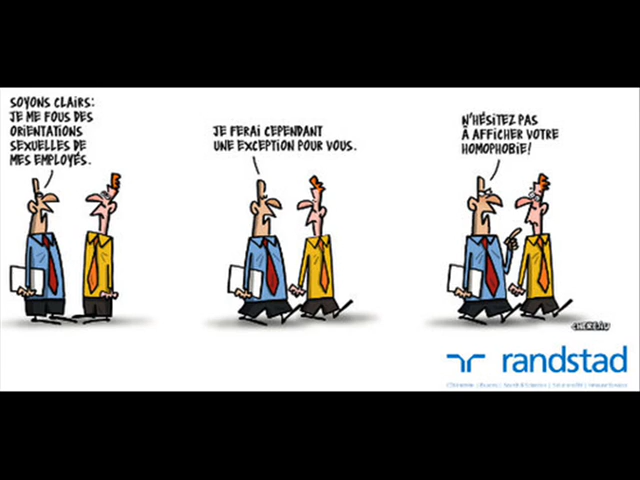 SOYONS CLAIRS:
JE ME FOUS DES
ORIENTATIONS
SEXUELLES DE
MES EMPLOYÉS.
JE FERAI CEPENDANT
UNE EXCEPTION POUR VOUS.
N'HÉSITEZ PAS
À AFFICHER VOTRE
HOMOPHOBIE!
CHEREAU
randstad